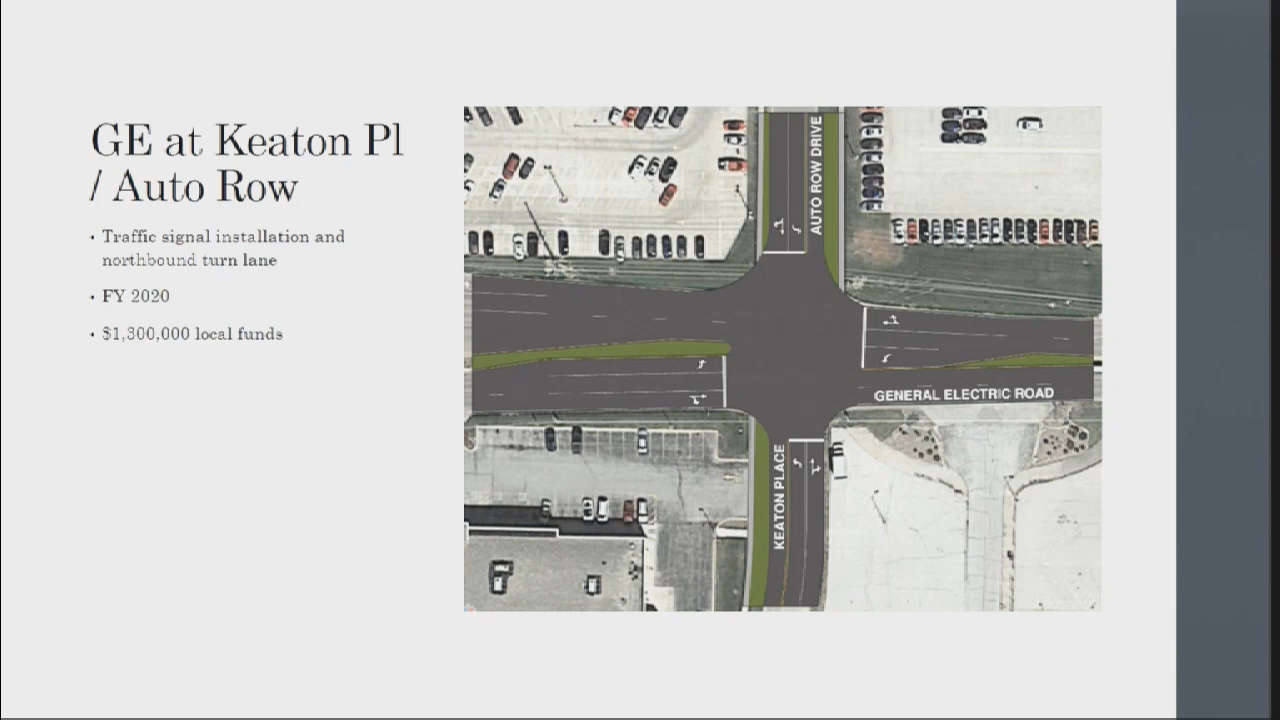 GE at Keaton Pl
/ Auto Row
• Traffic signal installation and
northbound turn lane
• FY 2020
• $1,300,000 local funds
AUTO ROW DRIVE
GENERAL ELECTRIC ROAD
KEATON PLACE